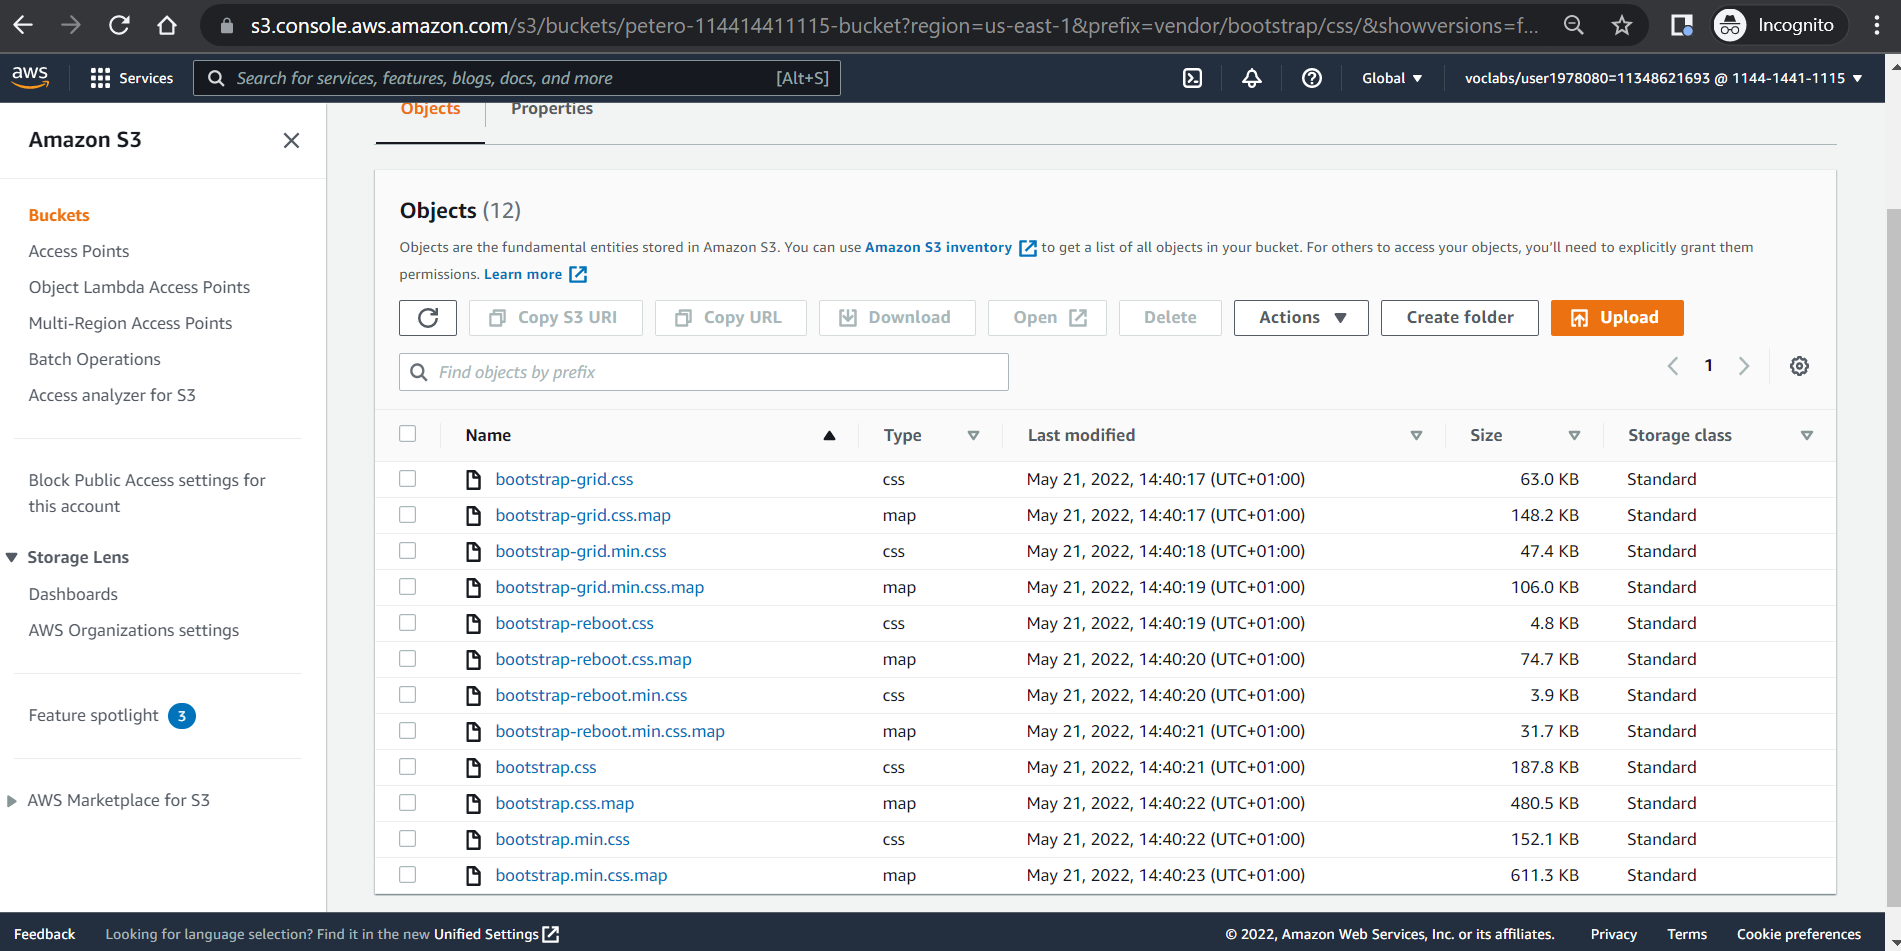 s3.console.aws.amazon.com/s3/buckets/petero-114414411115-bucket?region=us-east-1&prefix=vendor/bootstrap/css/&showversions=f...
Incognito
aws
Services
Search for services, features, blogs, docs, and more
[Alt+S]
Global
voclabs/user1978080=11348621693 @ 1144-1441-1115
Amazon S3
Buckets
Access Points
Object Lambda Access Points
Multi-Region Access Points
Batch Operations
Access analyzer for S3
Block Public Access settings for
this account
Storage Lens
Dashboards
AWS Organizations settings
Feature spotlight 3
AWS Marketplace for S3
Objects
Properties
Objects (12)
Objects are the fundamental entities stored in Amazon S3. You can use Amazon S3 inventory to get a list of all objects in your bucket. For others to access your objects, you'll need to explicitly grant them
permissions. Learn more
Copy S3 URI
Copy URL
Download
Open
Delete
Actions
Create folder
Upload
Find objects by prefix
1
Name Type Last modified Size Storage class
bootstrap-grid.css css May 21, 2022, 14:40:17 (UTC+01:00) 63.0 KB Standard
bootstrap-grid.css.map map May 21, 2022, 14:40:17 (UTC+01:00) 148.2 KB Standard
bootstrap-grid.min.css css May 21, 2022, 14:40:18 (UTC+01:00) 47.4 KB Standard
bootstrap-grid.min.css.map map May 21, 2022, 14:40:19 (UTC+01:00) 106.0 KB Standard
bootstrap-reboot.css css May 21, 2022, 14:40:19 (UTC+01:00) 4.8 KB Standard
bootstrap-reboot.css.map map May 21, 2022, 14:40:20 (UTC+01:00) 74.7 KB Standard
bootstrap-reboot.min.css css May 21, 2022, 14:40:20 (UTC+01:00) 3.9 KB Standard
bootstrap-reboot.min.css.map map May 21, 2022, 14:40:21 (UTC+01:00) 31.7 KB Standard
bootstrap.css css May 21, 2022, 14:40:21 (UTC+01:00) 187.8 KB Standard
bootstrap.css.map map May 21, 2022, 14:40:22 (UTC+01:00) 480.5 KB Standard
bootstrap.min.css css May 21, 2022, 14:40:22 (UTC+01:00) 152.1 KB Standard
bootstrap.min.css.map map May 21, 2022, 14:40:23 (UTC+01:00) 611.3 KB Standard
Feedback
Looking for language selection? Find it in the new Unified Settings
© 2022, Amazon Web Services, Inc. or its affiliates.
Privacy
Terms
Cookie preferences